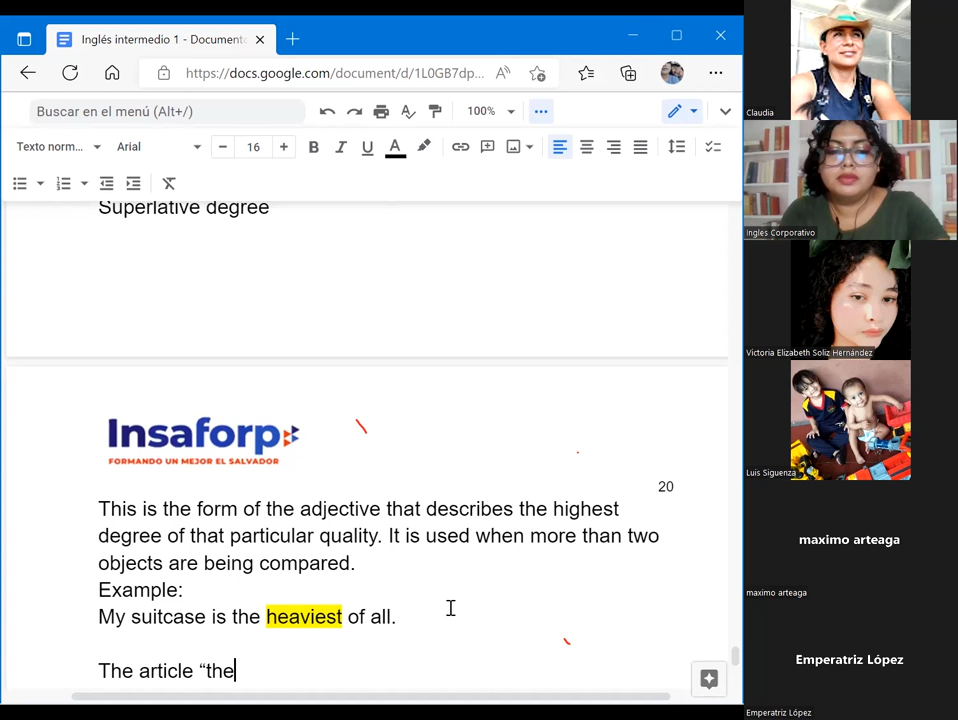 Inglés intermedio 1 - Document
https://docs.google.com/document/d/1L0GB7dp...
Buscar en el menú (Alt+/)
100%
Texto norm...
Arial
16
B I U A
Superlative degree
Insaforp
FORMANDO UN MEJOR EL SALVADOR
20
This is the form of the adjective that describes the highest
degree of that particular quality. It is used when more than two
objects are being compared.
Example:
My suitcase is the heaviest of all.
The article “the
Claudia
Ingles Corporativo
Victoria Elizabeth Soliz Hernández
Luis Siguenza
maximo arteaga
maximo arteaga
Emperatriz López
Emperatriz López